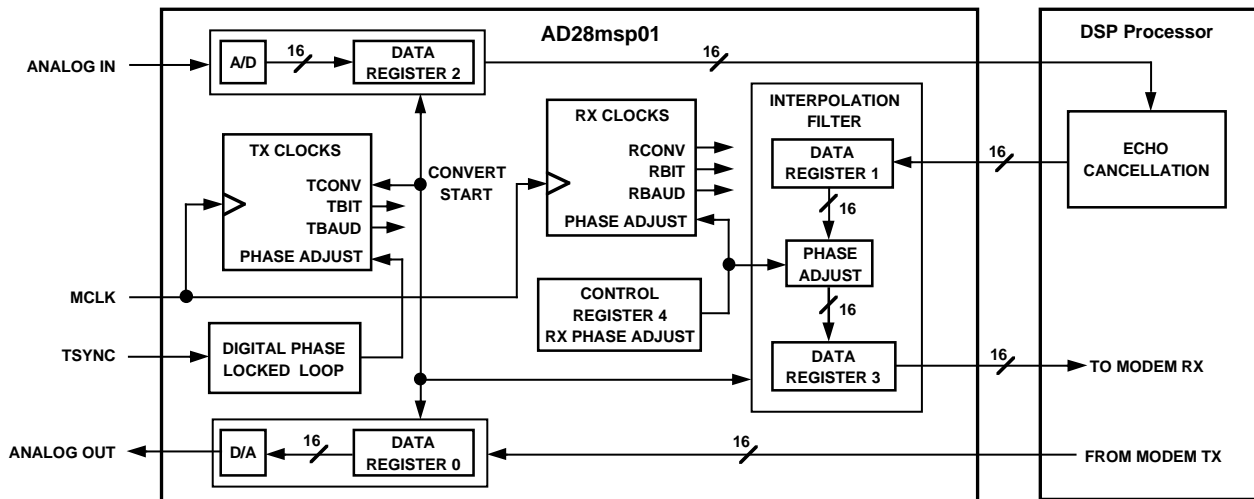 AD28msp01
DSP Processor
ANALOG IN
A/D
16
DATA
REGISTER 2
16
INTERPOLATION
FILTER
TX CLOCKS
TCONV
TBIT
TBAUD
PHASE ADJUST
CONVERT
START
RX CLOCKS
RCONV
RBIT
RBAUD
PHASE ADJUST
DATA
REGISTER 1
16
16
ECHO
CANCELLATION
PHASE
ADJUST
16
MCLK
CONTROL
REGISTER 4
RX PHASE ADJUST
TSYNC
DIGITAL PHASE
LOCKED LOOP
DATA
REGISTER 3
16
TO MODEM RX
ANALOG OUT
D/A
16
DATA
REGISTER 0
16
FROM MODEM TX